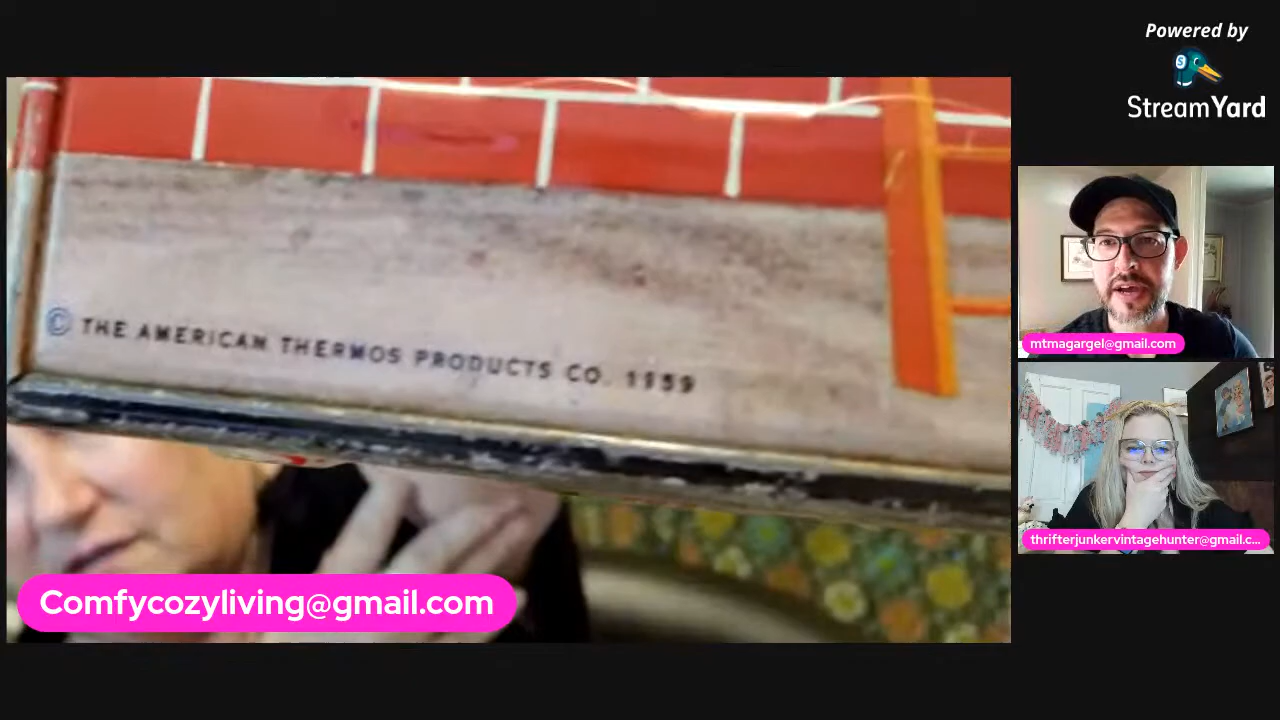 Powered by
StreamYard
© THE AMERICAN THERMOS PRODUCTS CO. 1959
mtmagargel@gmail.com
thrifterjunkervintagehunter@gmail.c...
Comfycozyliving@gmail.com